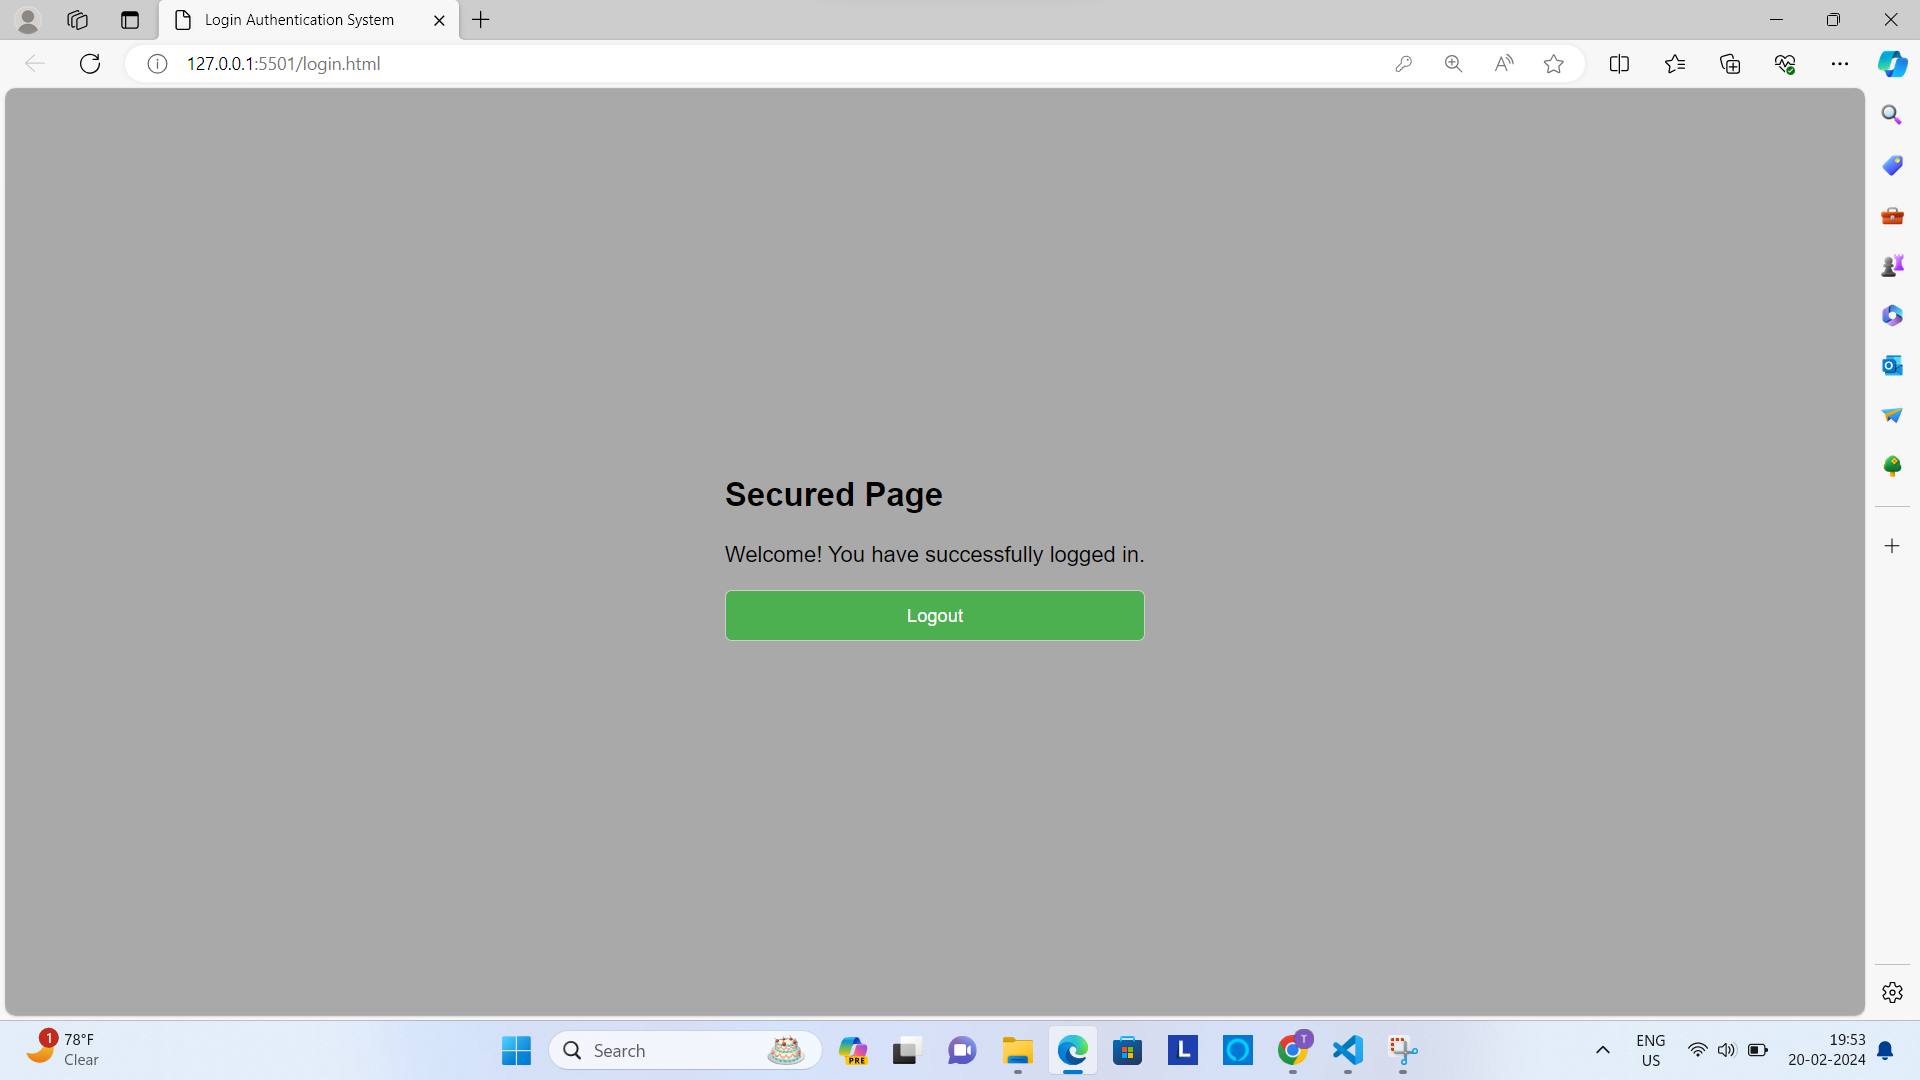 Login Authentication System
127.0.0.1:5501/login.html
Secured Page
Welcome! You have successfully logged in.
Logout
1
78°F
Clear
Search
PRE
L
T
ENG
US
19:53
20-02-2024